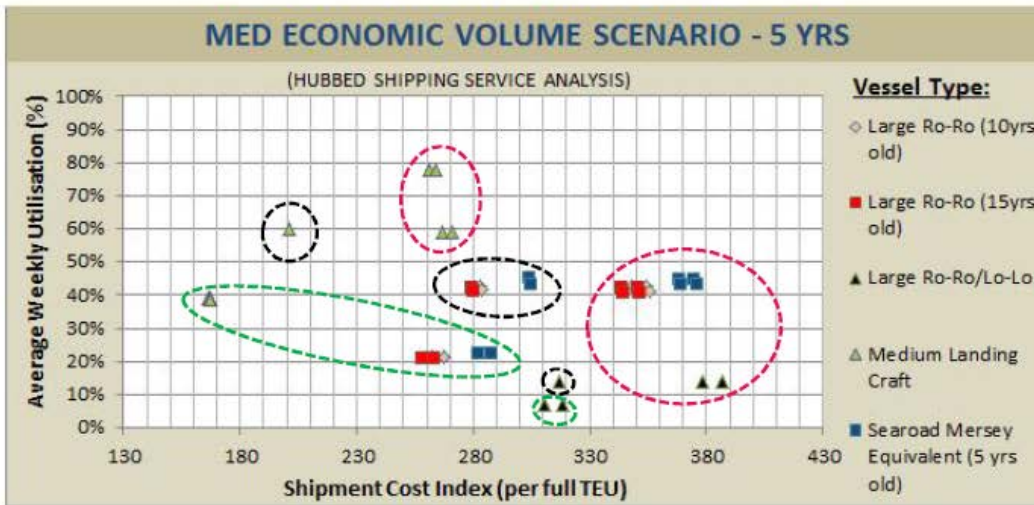 MED ECONOMIC VOLUME SCENARIO - 5 YRS
(HUBBED SHIPPING SERVICE ANALYSIS)
Average Weekly Utilisation (%)
100%
90%
80%
70%
60%
50%
40%
30%
20%
10%
0%
130 180 230 280 330 380 430
Shipment Cost Index (per full TEU)
Vessel Type:
Large Ro-Ro (10yrs
old)
Large Ro-Ro (15yrs
old)
Large Ro-Ro/Lo-Lo
Medium Landing
Craft
Searoad Mersey
Equivalent (5 yrs
old)